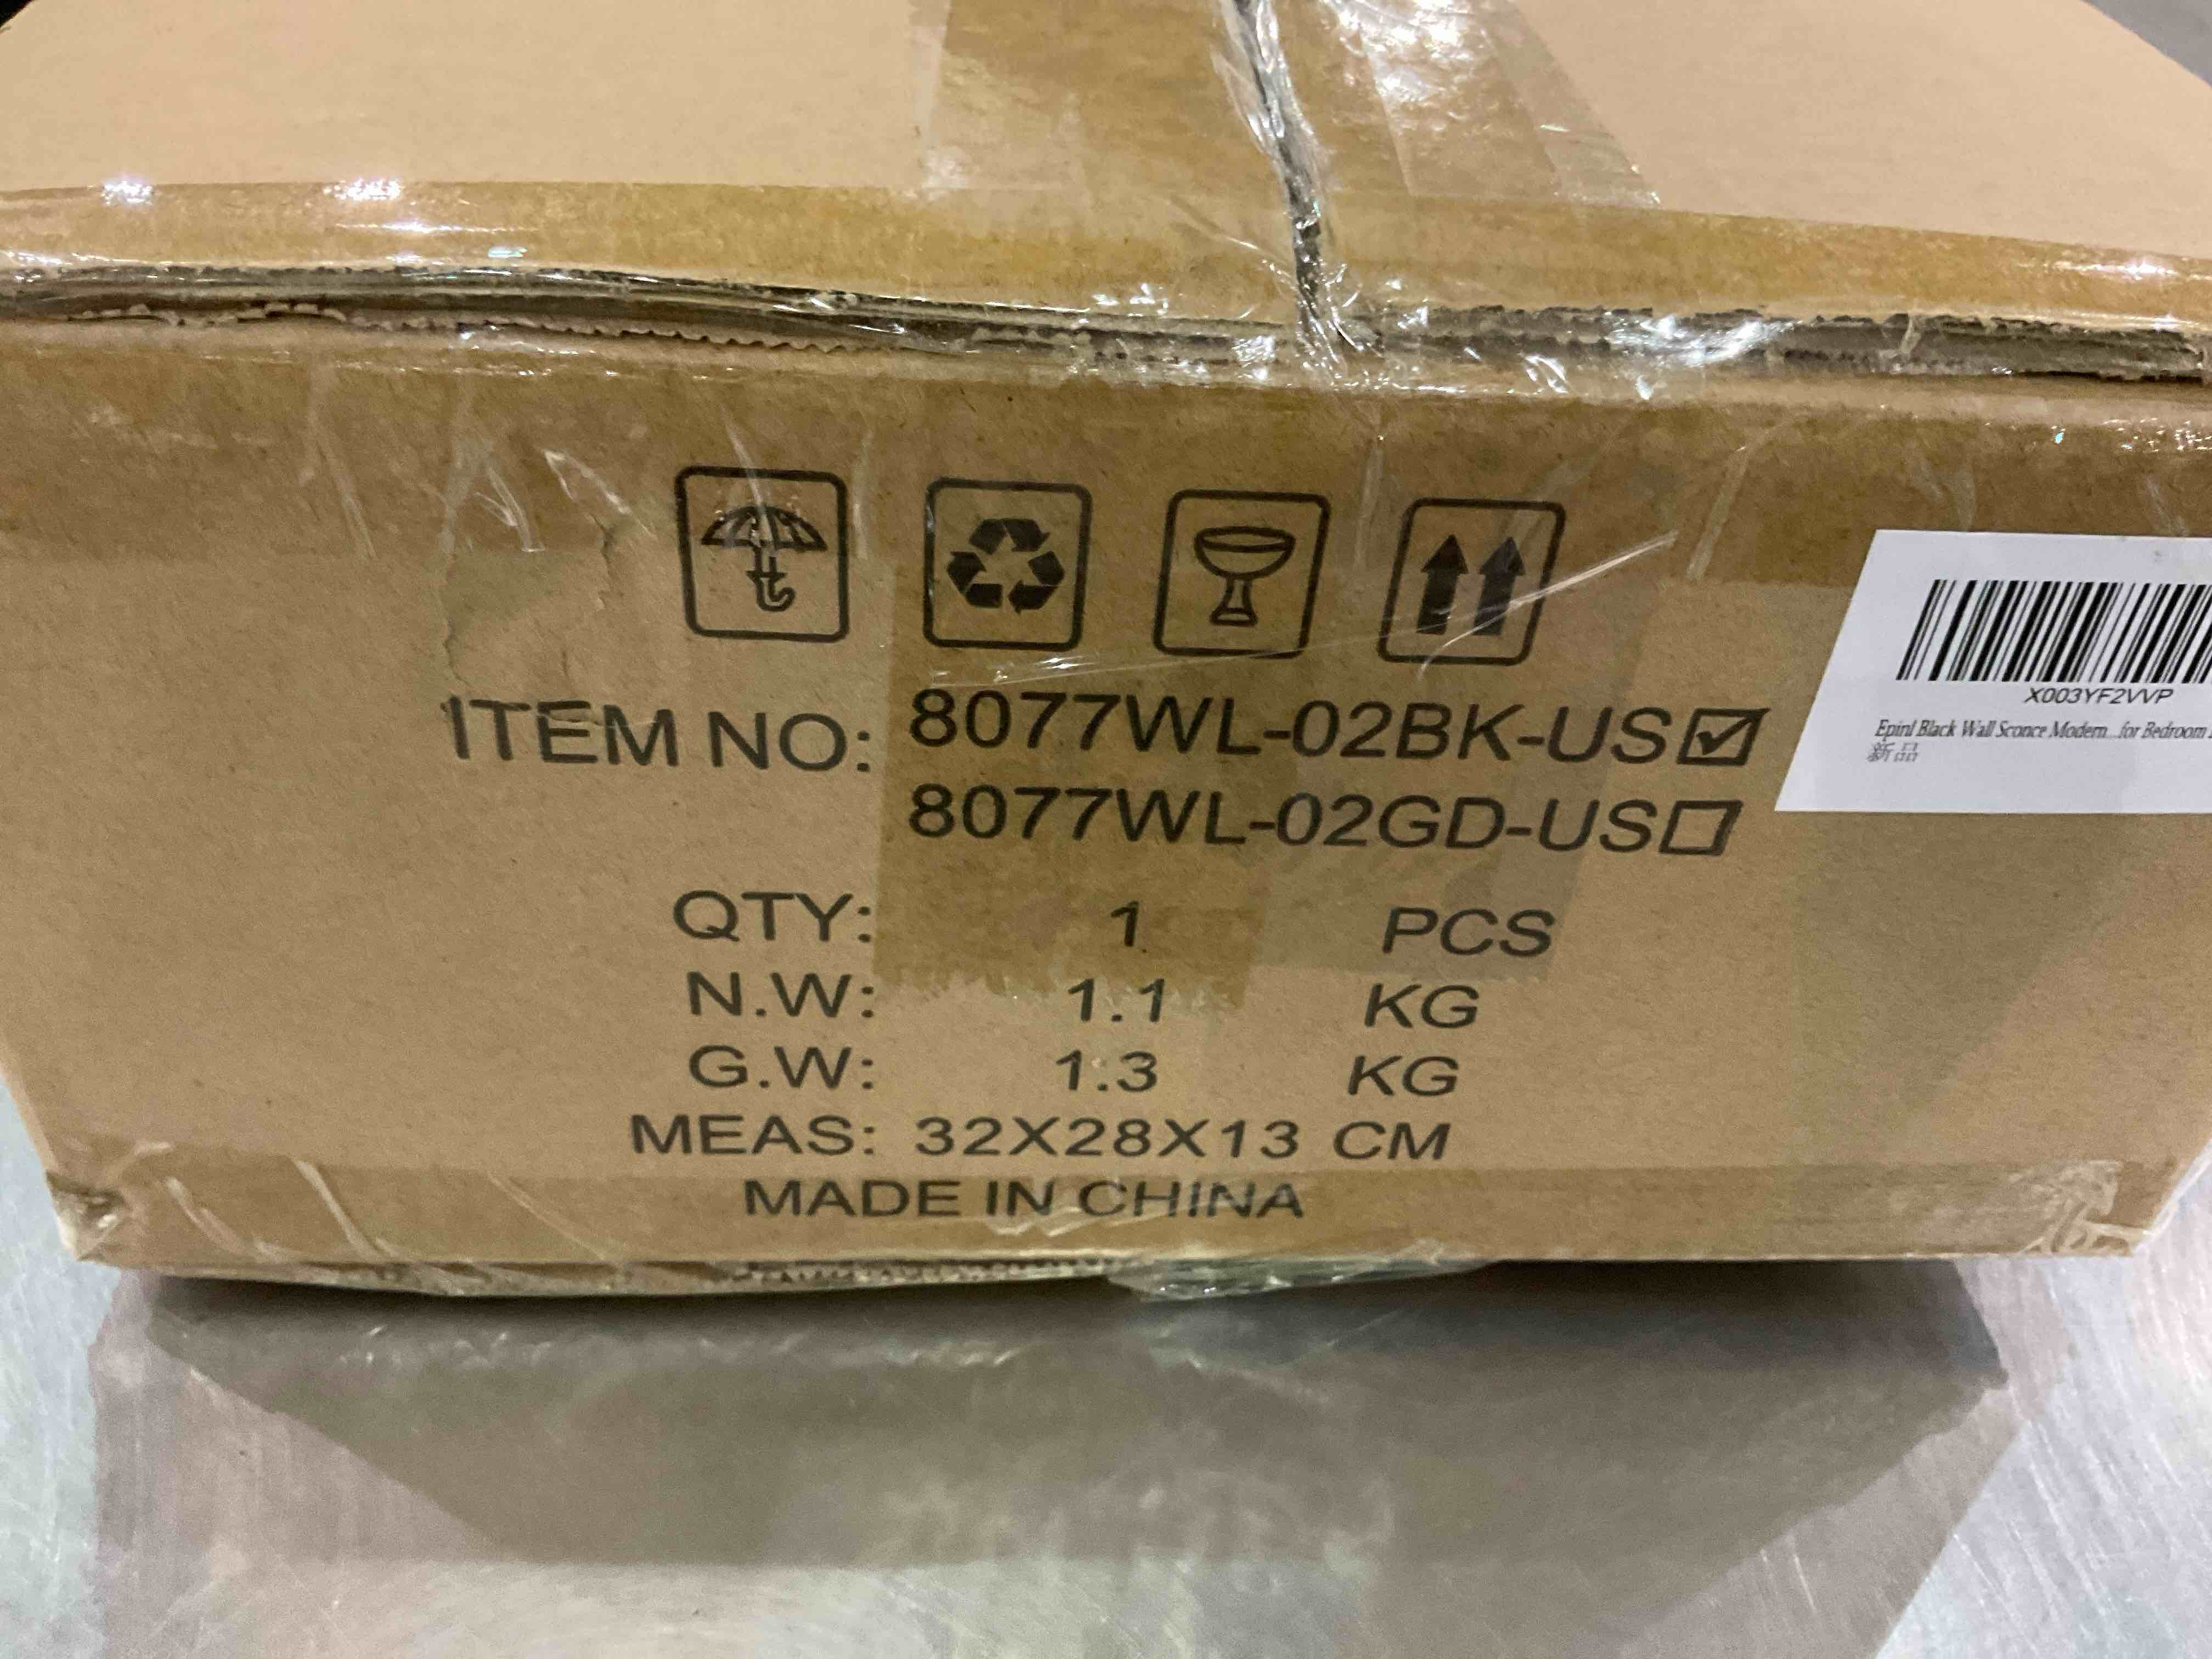 ITEM NO: 8077WL-02BK-US☑
8077WL-02GD-US☐
QTY: 1 PCS
N.W: 1.1 KG
G.W: 1.3 KG
MEAS: 32X28X13 CM
MADE IN CHINA
X003YF2VVP
Epinl Black Wall Sconce Modern...for Bedroom
新品